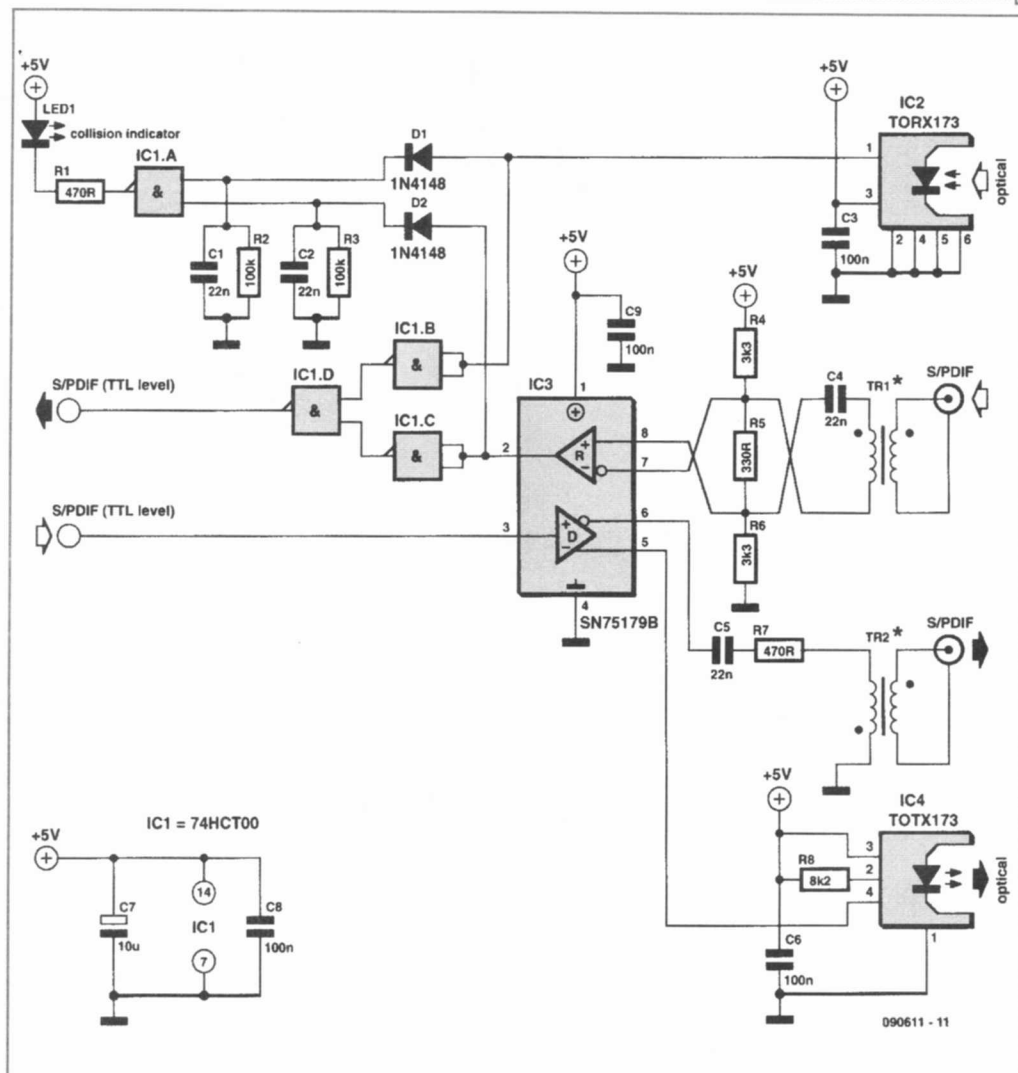 +5V
LED1
collision indicator
R1
470R
IC1.A
&
D1
1N4148
D2
1N4148
C1
22n
R2
100k
C2
22n
R3
100k
+5V
IC2
TORX173
1
3
optical
C3
100n
2 4 5 6
+5V
C9
100n
IC1.B
&
IC1.D
&
IC1.C
&
S/PDIF (TTL level)
S/PDIF (TTL level)
IC3
1
2
R
+
−
8
7
3
D
+
−
6
5
4
SN75179B
+5V
R4
3k3
R5
330R
R6
3k3
C4
22n
TR1*
S/PDIF
C5
22n
R7
470R
TR2*
S/PDIF
+5V
IC4
TOTX173
3
R8
8k2
2
4
1
optical
C6
100n
IC1 = 74HCT00
+5V
C7
10u
14
IC1
7
C8
100n
090611 - 11